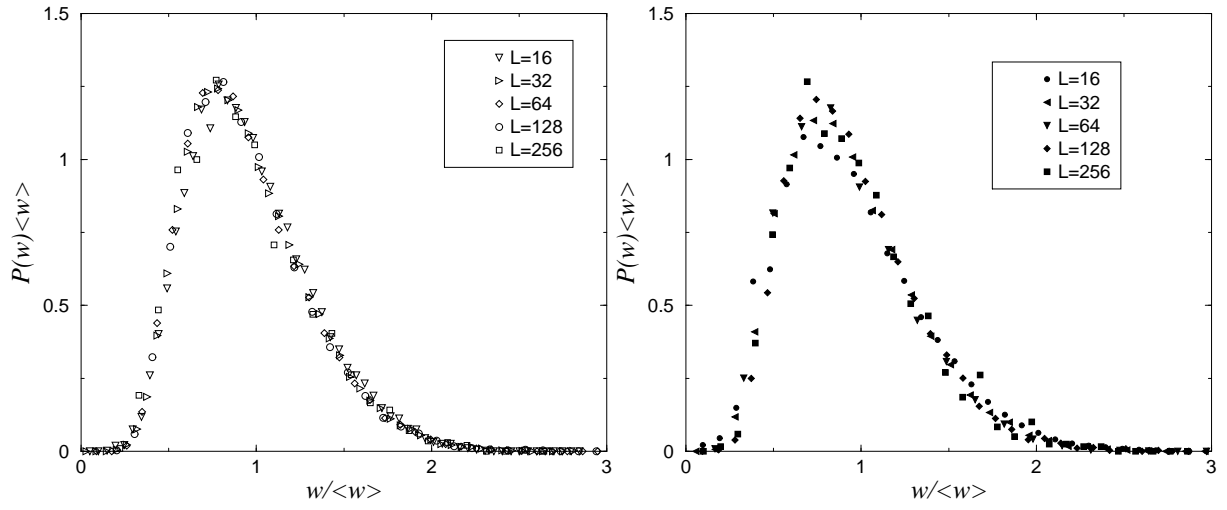 1.5
1
0.5
0
P(w)<w>
L=16
L=32
L=64
L=128
L=256
0 1 2 3
w/<w>
1.5
1
0.5
0
P(w)<w>
L=16
L=32
L=64
L=128
L=256
0 1 2 3
w/<w>